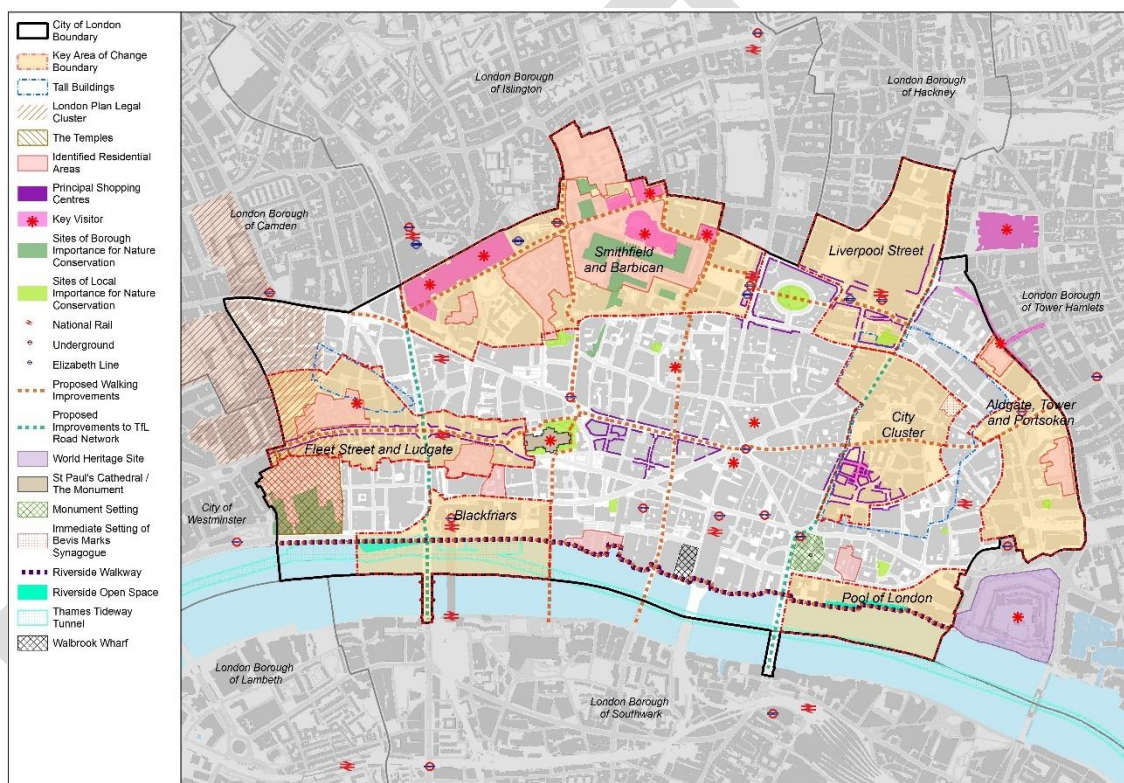 City of London
Boundary
Key Area of Change
Boundary
Tall Buildings
London Plan Legal
Cluster
The Temples
Identified Residential
Areas
Principal Shopping
Centres
Key Visitor
Sites of Borough
Importance for Nature
Conservation
Sites of Local
Importance for Nature
Conservation
National Rail
Underground
Elizabeth Line
Proposed Walking
Improvements
Proposed
Improvements to TfL
Road Network
World Heritage Site
St Paul's Cathedral /
The Monument
Monument Setting
Immediate Setting of
Bevis Marks
Synagogue
Riverside Walkway
Riverside Open Space
Thames Tideway
Tunnel
Walbrook Wharf
London Borough
of Islington
London Borough
of Hackney
London Borough
of Camden
Smithfield
and Barbican
Liverpool Street
London Borough
of Tower Hamlets
City
Cluster
Aldgate, Tower
and Portsoken
Fleet Street and Ludgate
City of
Westminster
Blackfriars
Pool of London
London Borough
of Lambeth
London Borough
of Southwark